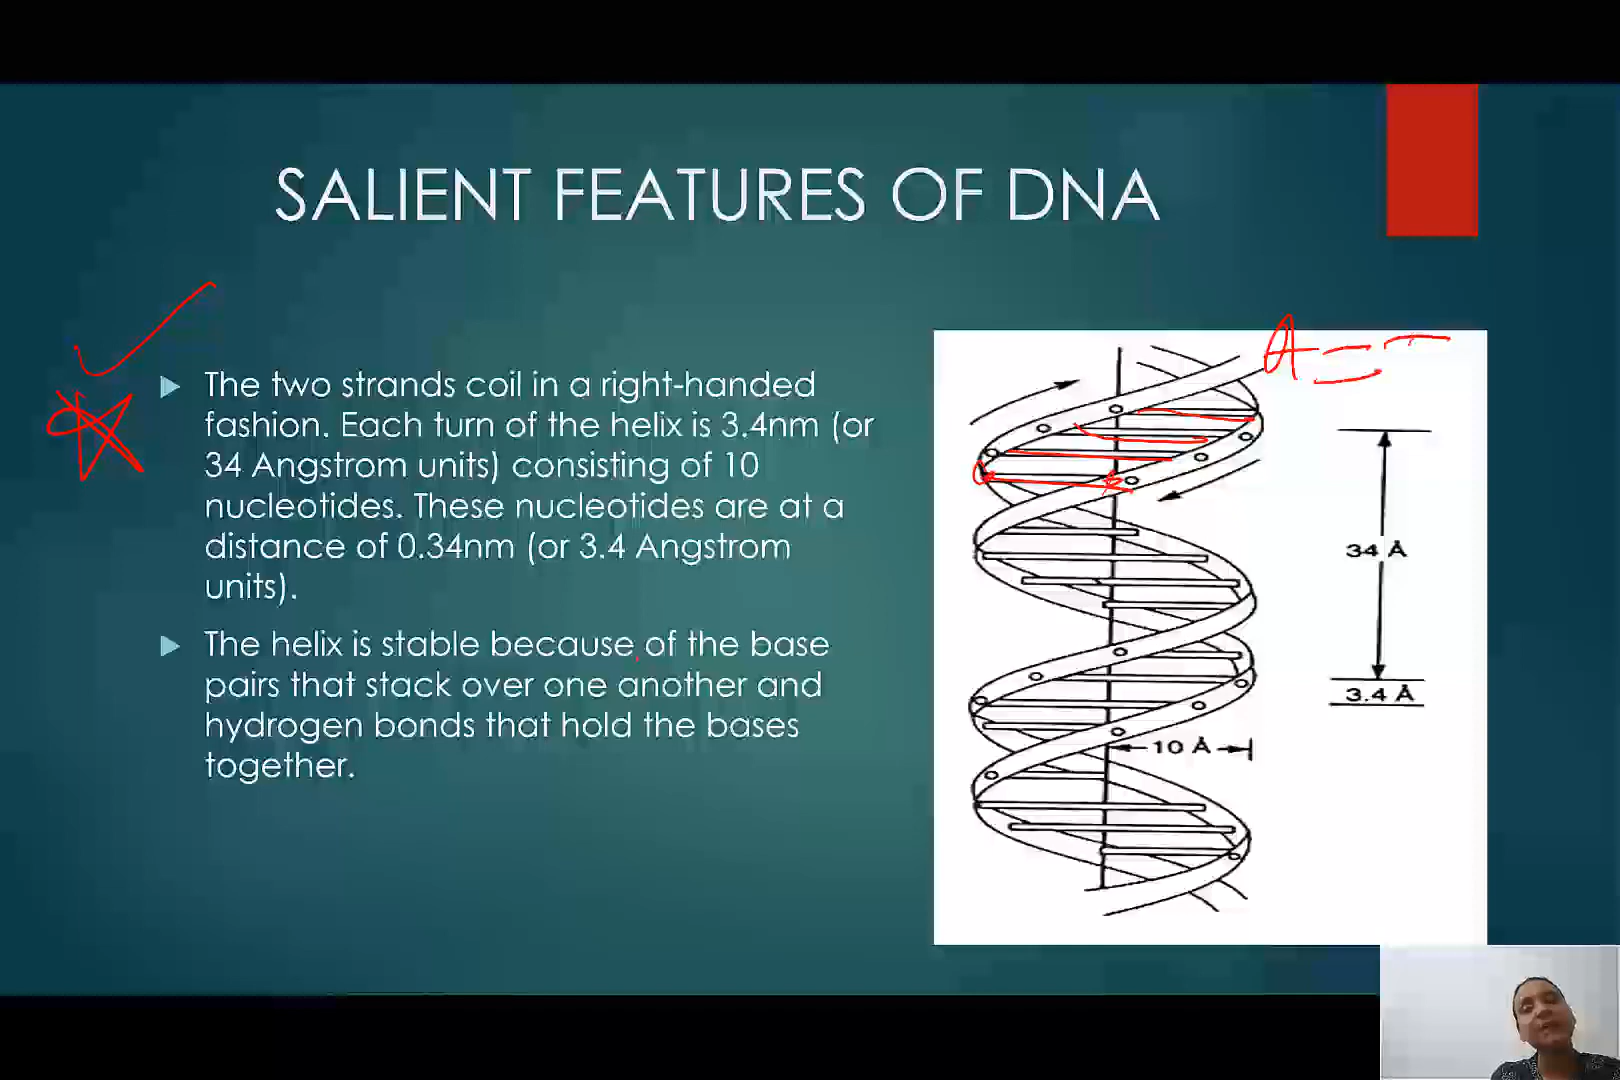 SALIENT FEATURES OF DNA
The two strands coil in a right-handed
fashion. Each turn of the helix is 3.4nm (or
34 Angstrom units) consisting of 10
nucleotides. These nucleotides are at a
distance of 0.34nm (or 3.4 Angstrom
units).
The helix is stable because of the base
pairs that stack over one another and
hydrogen bonds that hold the bases
together.
A
34 Å
3.4 Å
10 Å